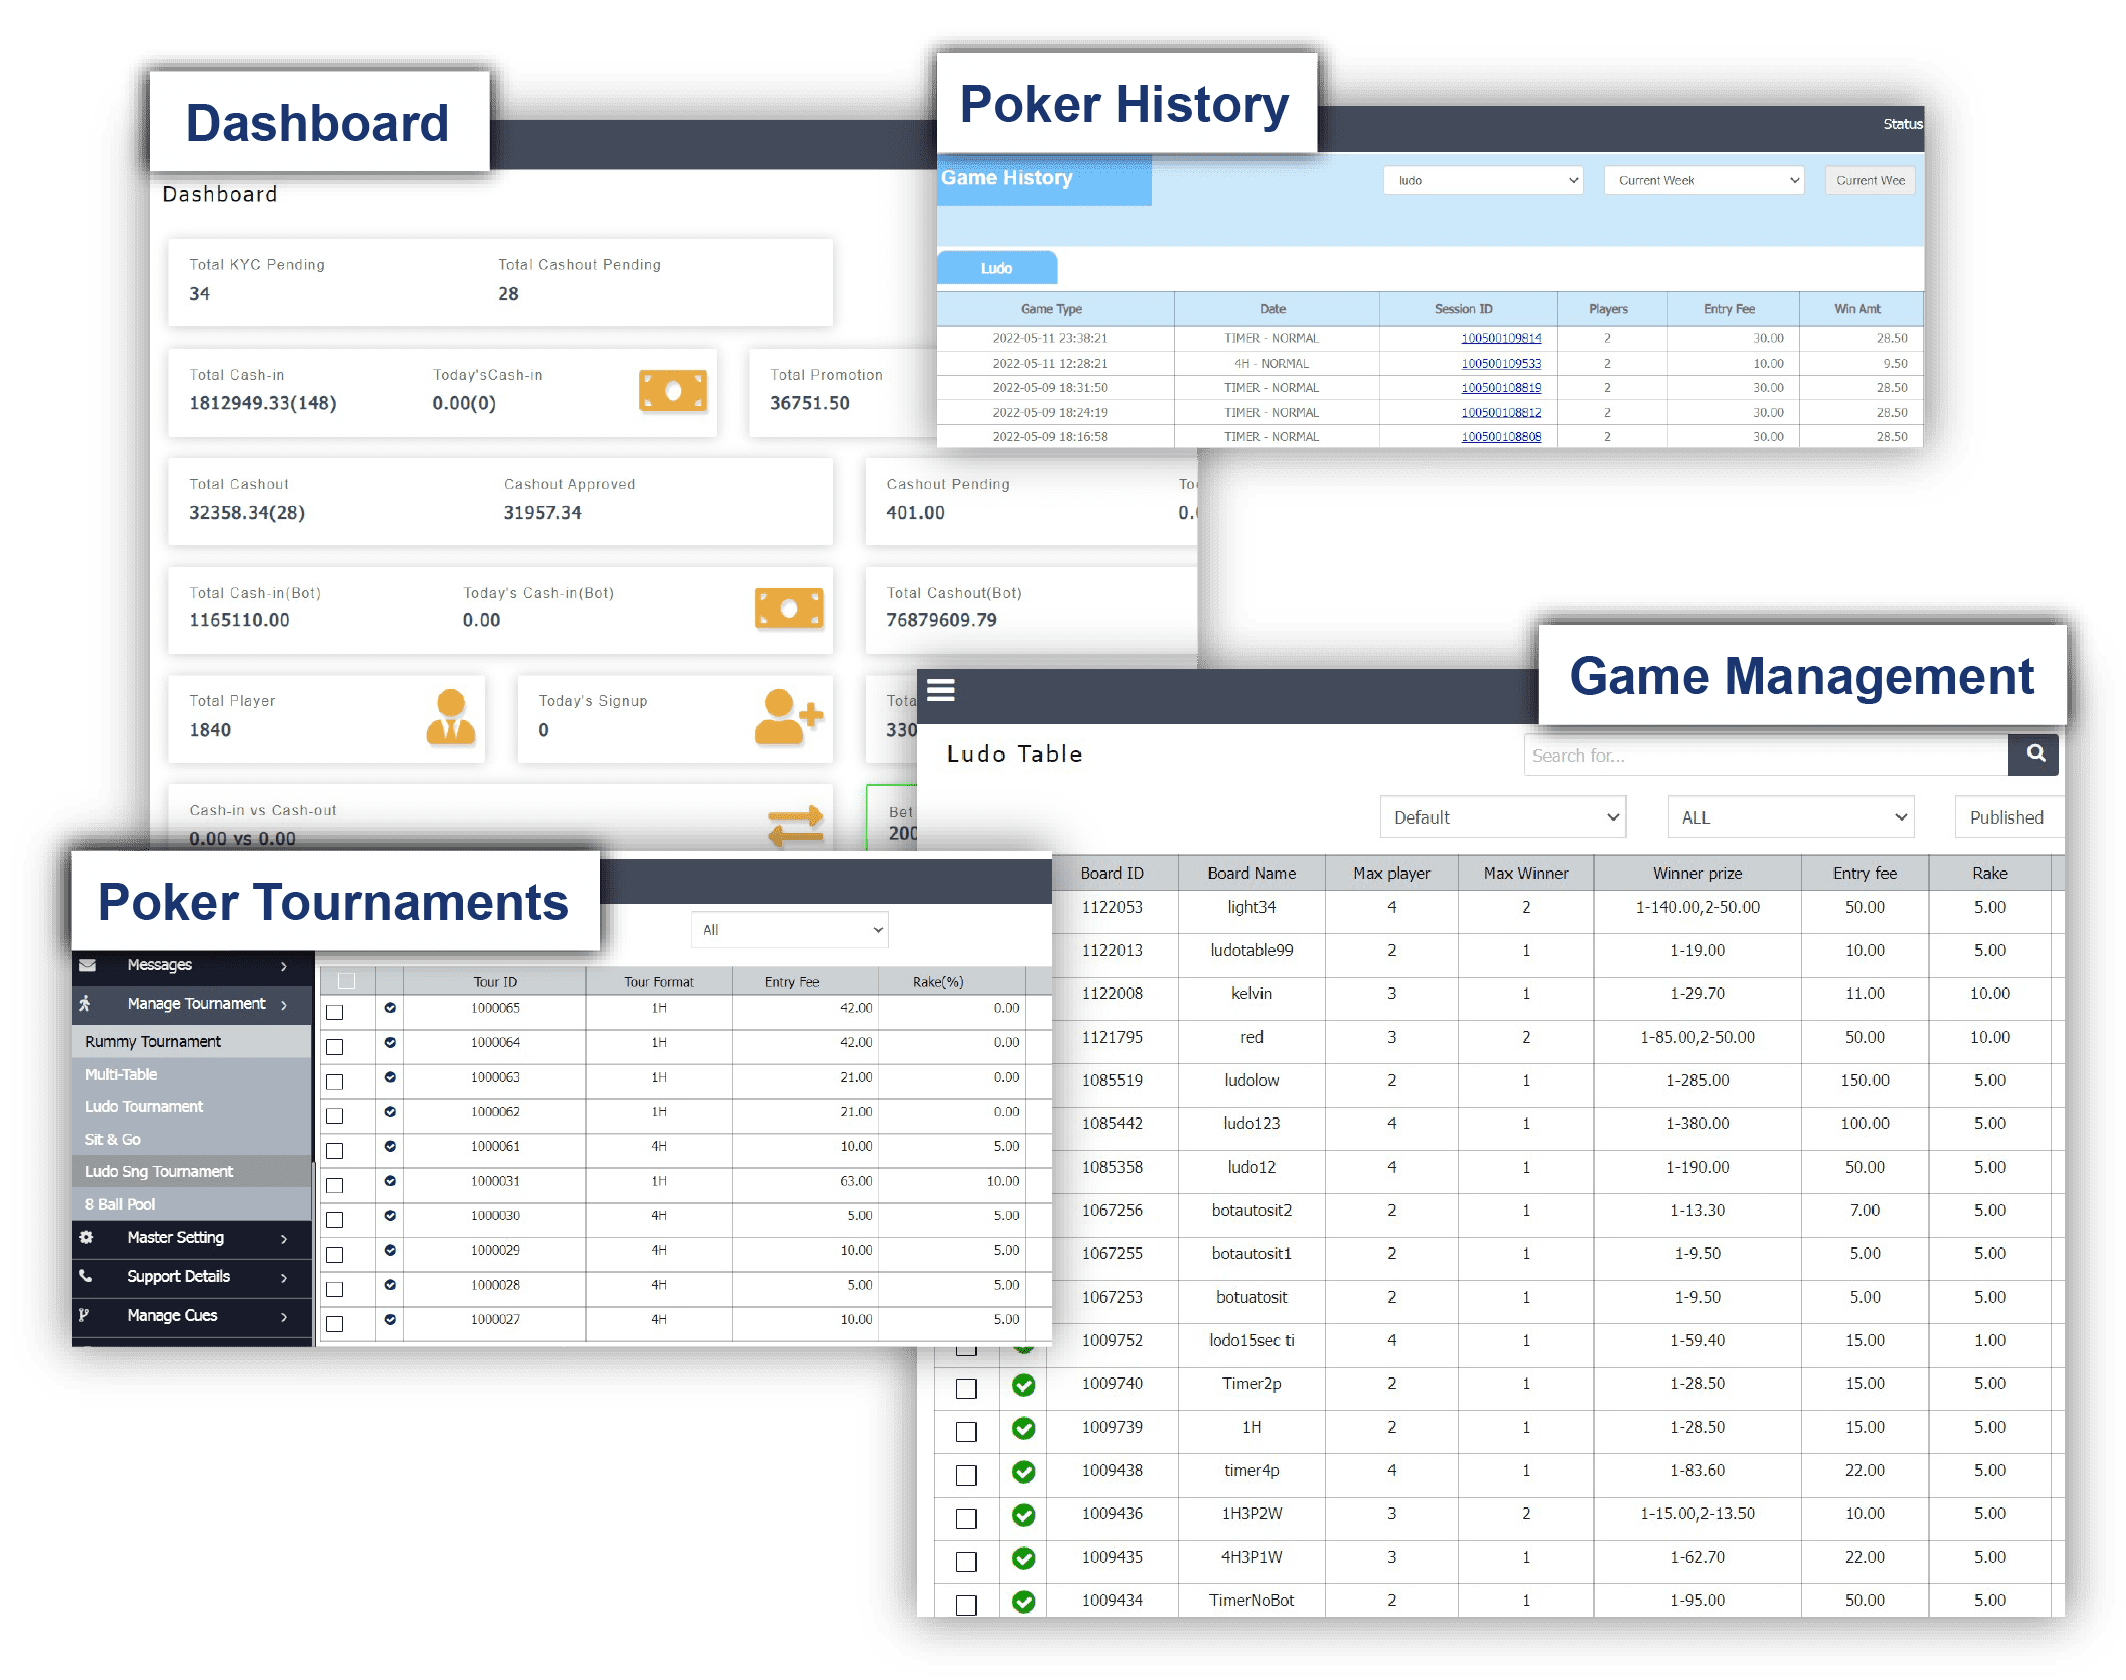 Dashboard
Dashboard
Total KYC Pending Total Cashout Pending
34 28
Total Cash-in Today'sCash-in Total Promotion
1812949.33(148) 0.00(0) 36751.50
Total Cashout Cashout Approved Cashout Pending
32358.34(28) 31957.34 401.00
Total Cash-in(Bot) Today's Cash-in(Bot) Total Cashout(Bot)
1165110.00 0.00 76879609.79
Total Player Today's Signup
1840 0
Cash-in vs Cash-out Bet
0.00 vs 0.00
Poker History
Status
Game History ludo Current Week Current Wee
Ludo
Game Type Date Session ID Players Entry Fee Win Amt
2022-05-11 23:38:21 TIMER - NORMAL 100500109814 2 30.00 28.50
2022-05-11 12:28:21 4H - NORMAL 100500109533 2 10.00 9.50
2022-05-09 18:31:50 TIMER - NORMAL 100500108819 2 30.00 28.50
2022-05-09 18:24:19 TIMER - NORMAL 100500108812 2 30.00 28.50
2022-05-09 18:16:58 TIMER - NORMAL 100500108808 2 30.00 28.50
Game Management
Ludo Table Search for...
Default ALL Published
Board ID Board Name Max player Max Winner Winner prize Entry fee Rake
1122053 light34 4 2 1-140.00,2-50.00 50.00 5.00
1122013 ludotable99 2 1 1-19.00 10.00 5.00
1122008 kelvin 3 1 1-29.70 11.00 10.00
1121795 red 3 2 1-85.00,2-50.00 50.00 10.00
1085519 ludolow 2 1 1-285.00 150.00 5.00
1085442 ludo123 4 1 1-380.00 100.00 5.00
1085358 ludo12 4 1 1-190.00 50.00 5.00
1067256 botautosit2 2 1 1-13.30 7.00 5.00
1067255 botautosit1 2 1 1-9.50 5.00 5.00
1067253 botuatosit 2 1 1-9.50 5.00 5.00
1009752 lodo15sec ti 4 1 1-59.40 15.00 1.00
1009740 Timer2p 2 1 1-28.50 15.00 5.00
1009739 1H 2 1 1-28.50 15.00 5.00
1009438 timer4p 4 1 1-83.60 22.00 5.00
1009436 1H3P2W 3 2 1-15.00,2-13.50 10.00 5.00
1009435 4H3P1W 3 1 1-62.70 22.00 5.00
1009434 TimerNoBot 2 1 1-95.00 50.00 5.00
Poker Tournaments
All
Messages
Manage Tournament
Rummy Tournament
Multi-Table
Ludo Tournament
Sit & Go
Ludo Sng Tournament
8 Ball Pool
Master Setting
Support Details
Manage Cues
Tour ID Tour Format Entry Fee Rake(%)
1000065 1H 42.00 0.00
1000064 1H 42.00 0.00
1000063 1H 21.00 0.00
1000062 1H 21.00 0.00
1000061 4H 10.00 5.00
1000031 1H 63.00 10.00
1000030 4H 5.00 5.00
1000029 4H 10.00 5.00
1000028 4H 5.00 5.00
1000027 4H 10.00 5.00